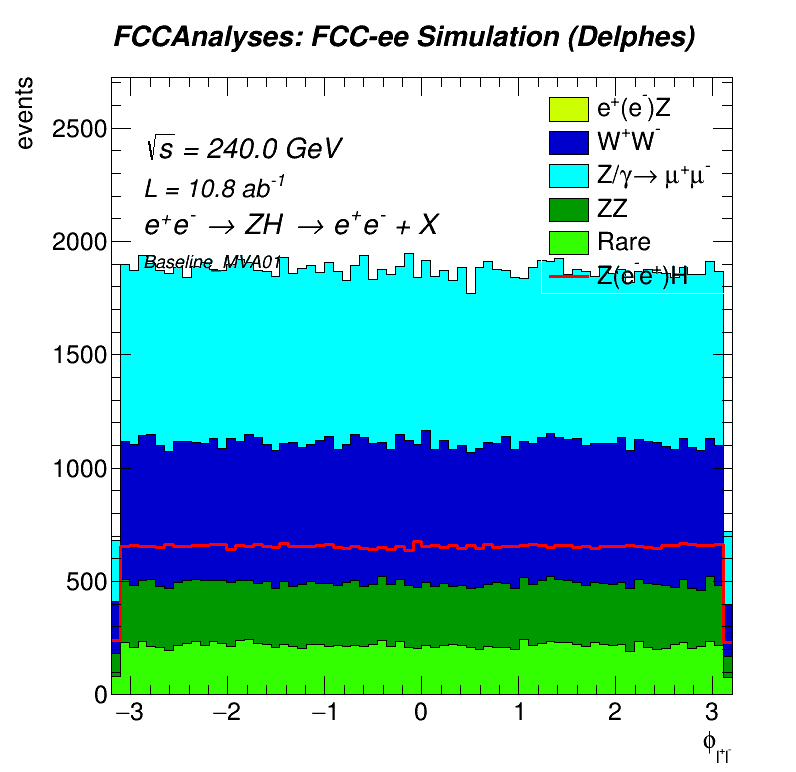 FCCAnalyses: FCC-ee Simulation (Delphes)
events
√s = 240.0 GeV
L = 10.8 ab⁻¹
e⁺e⁻ → ZH → e⁺e⁻ + X
Baseline_MVA01
e⁺(e⁻)Z
W⁺W⁻
Z/γ→ μ⁺μ⁻
ZZ
Rare
Z(e⁻e⁺)H
2500
2000
1500
1000
500
0
−3 −2 −1 0 1 2 3
ϕ_l⁺l⁻